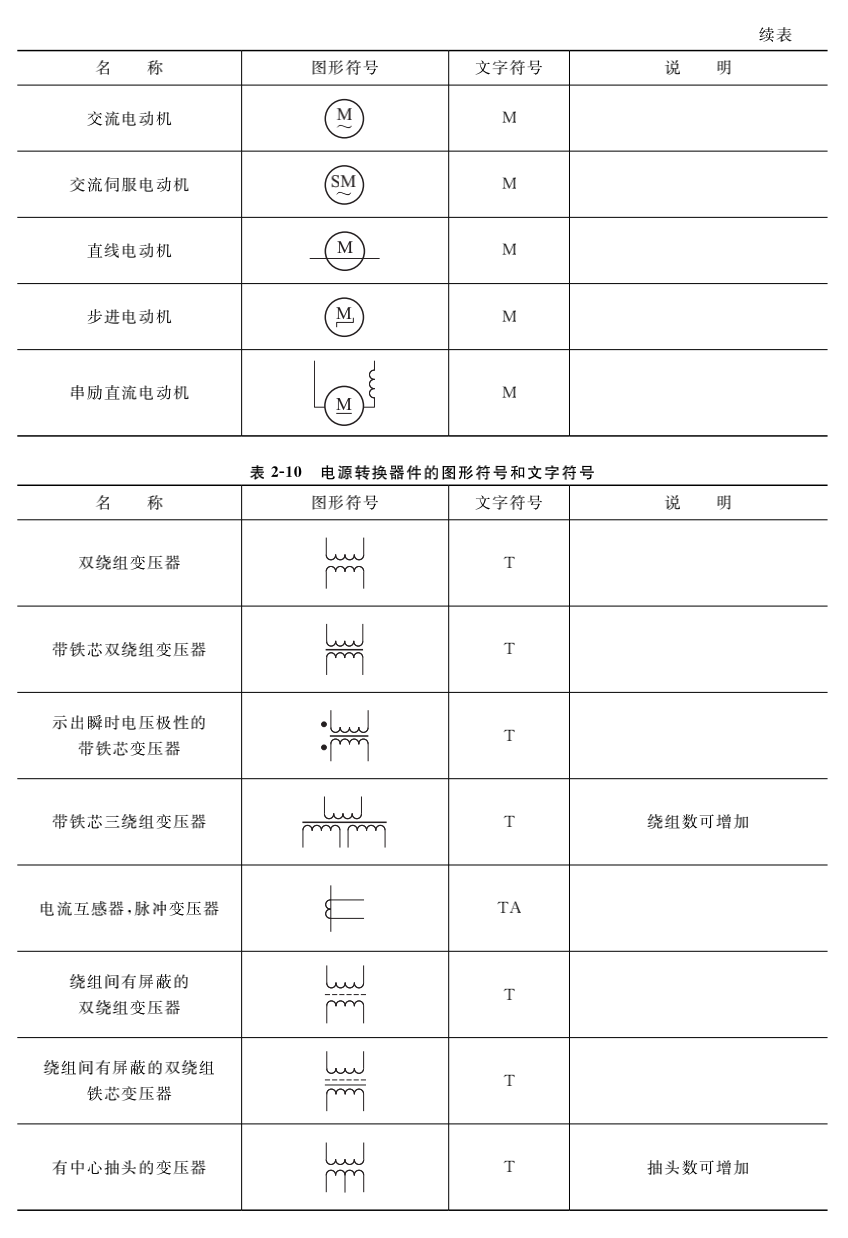 续表
名 称 图形符号 文字符号 说 明
交流电动机 M M
交流伺服电动机 SM M
直线电动机 M M
步进电动机 M M
串励直流电动机 M M
表 2-10 电源转换器件的图形符号和文字符号
名 称 图形符号 文字符号 说 明
双绕组变压器 T
带铁芯双绕组变压器 T
示出瞬时电压极性的
带铁芯变压器 T
带铁芯三绕组变压器 T 绕组数可增加
电流互感器,脉冲变压器 TA
绕组间有屏蔽的
双绕组变压器 T
绕组间有屏蔽的双绕组
铁芯变压器 T
有中心抽头的变压器 T 抽头数可增加